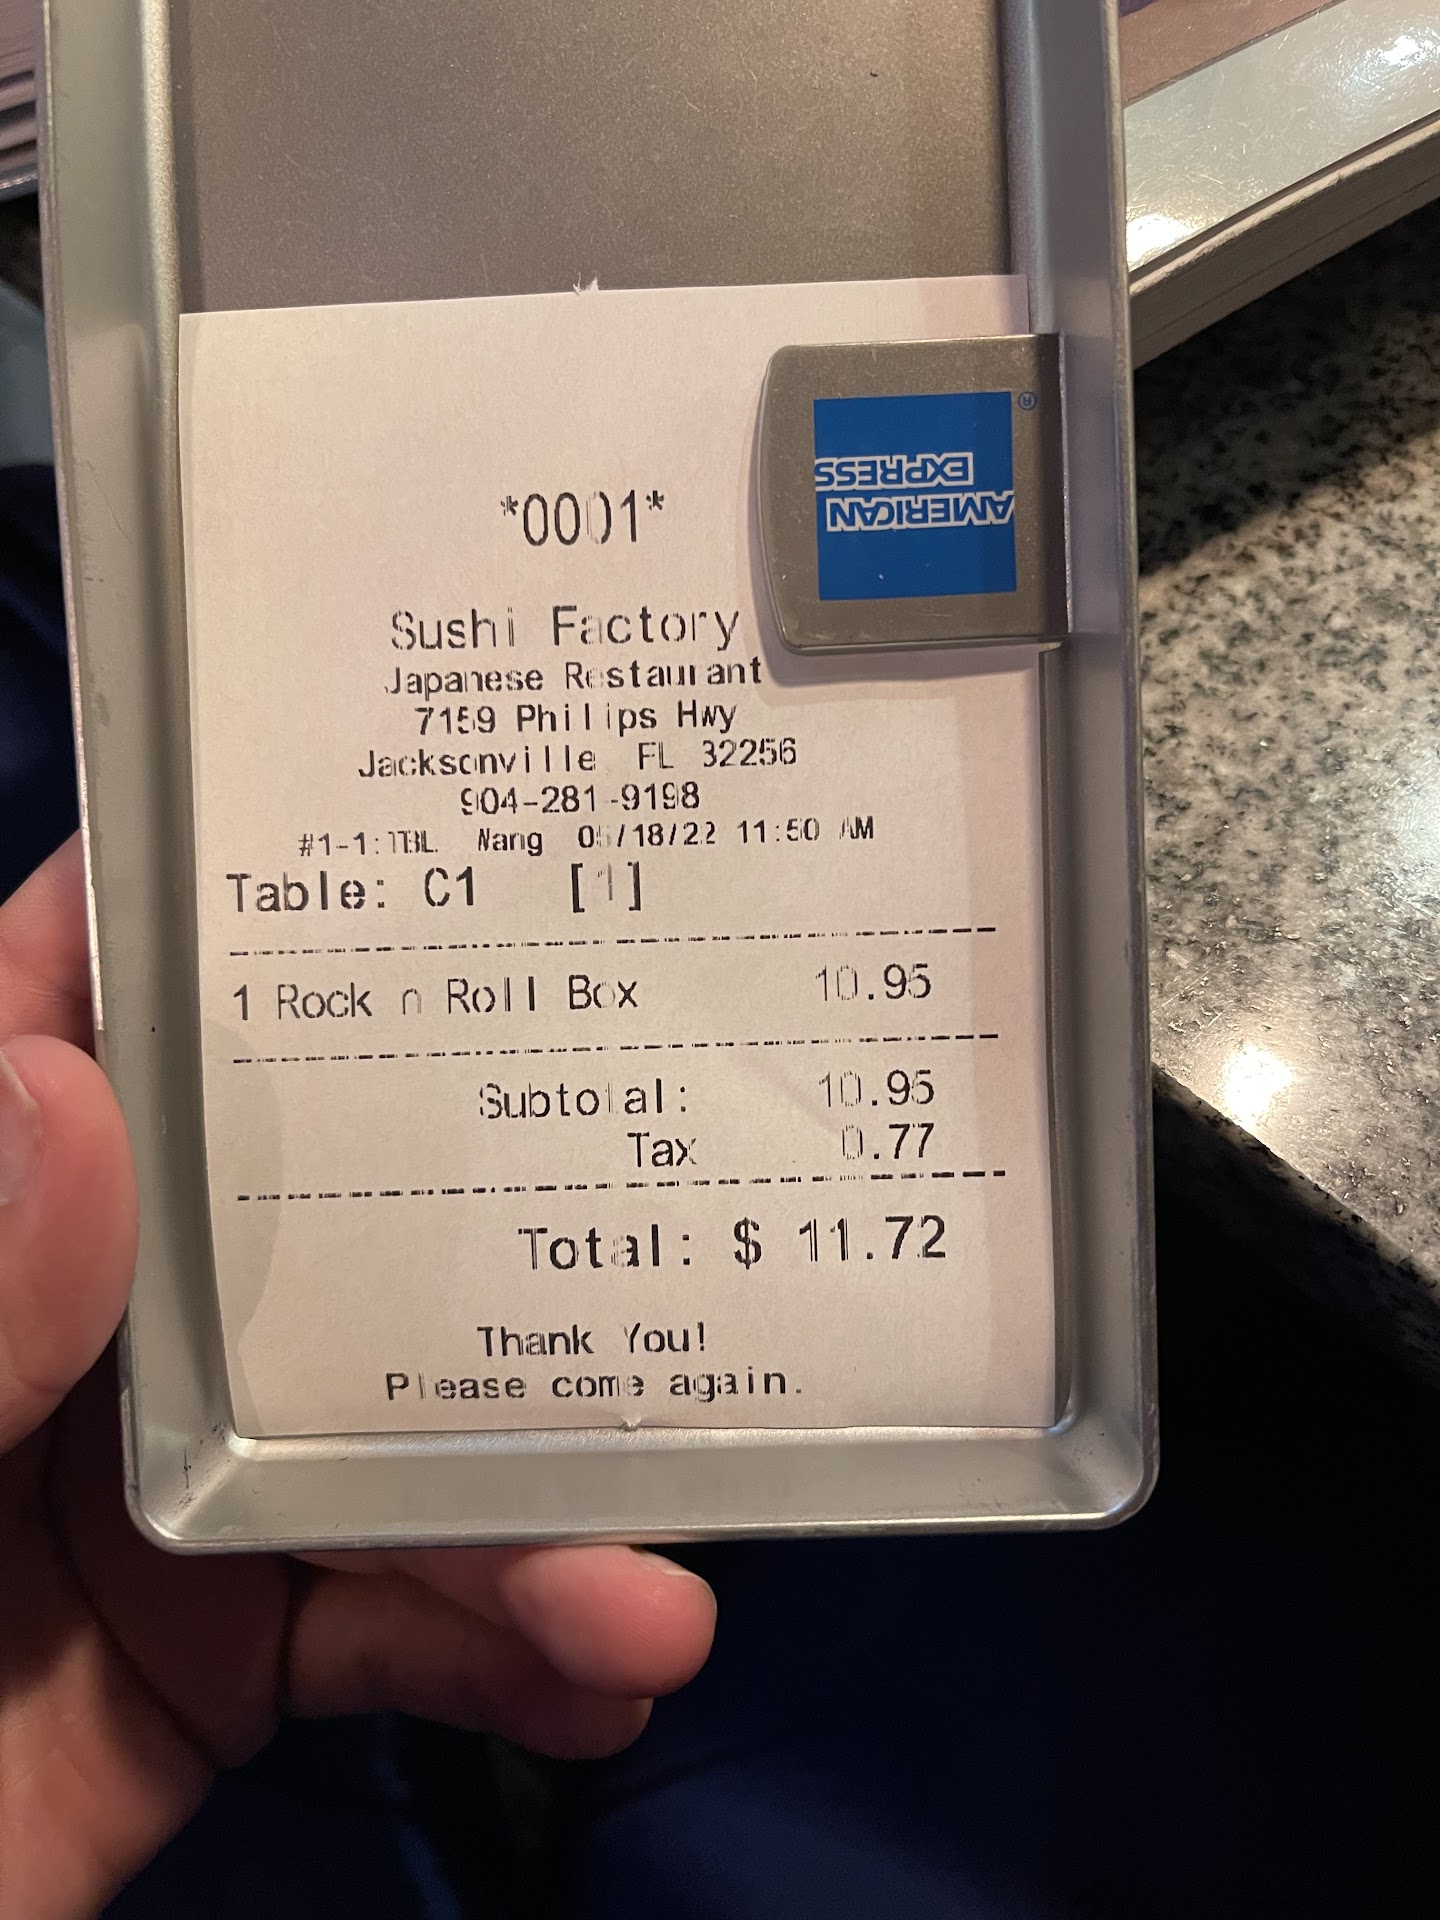 *0001*
AMERICAN
EXPRESS
®
Sushi Factory
Japanese Restaurant
7159 Phillips Hwy
Jacksonville FL 32256
904-281-9198
#1-1:TBL Wang 05/18/22 11:50 AM
Table: C1 [1]
1 Rock n Roll Box 10.95
Subtotal: 10.95
Tax 0.77
Total: $ 11.72
Thank You!
Please come again.